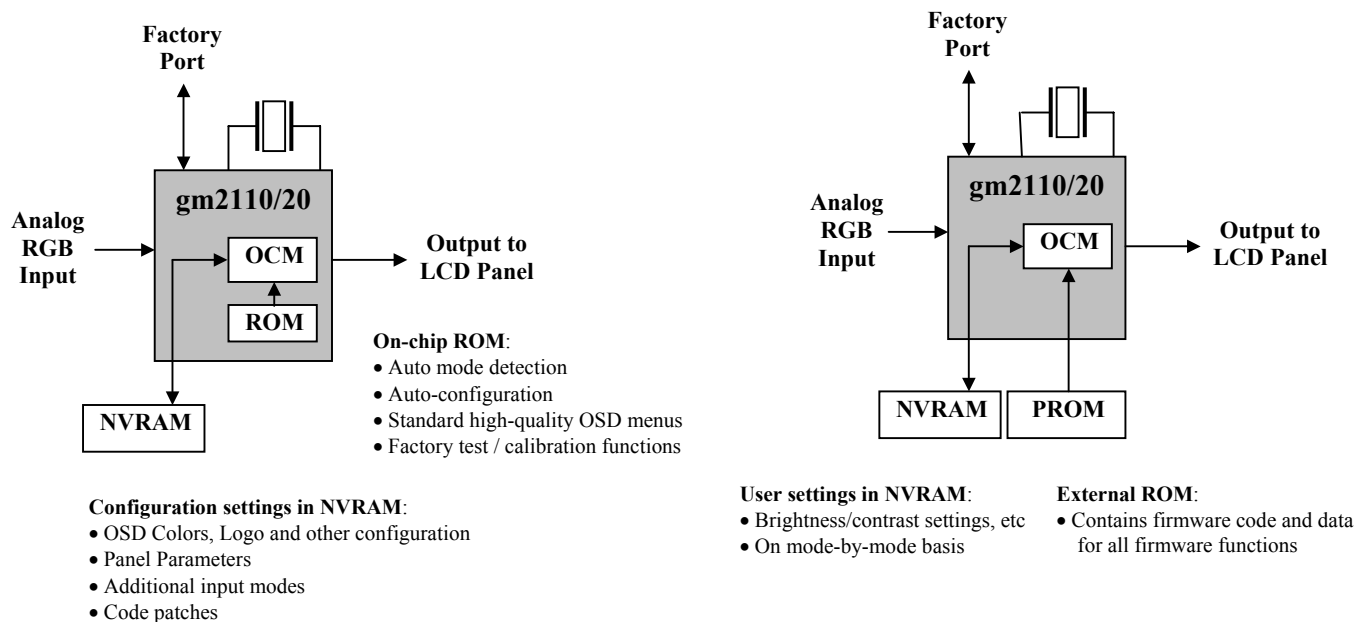 Factory
Port
gm2110/20
Analog
RGB
Input
OCM
ROM
Output to
LCD Panel
NVRAM
On-chip ROM:
• Auto mode detection
• Auto-configuration
• Standard high-quality OSD menus
• Factory test / calibration functions
Configuration settings in NVRAM:
• OSD Colors, Logo and other configuration
• Panel Parameters
• Additional input modes
• Code patches
Factory
Port
gm2110/20
Analog
RGB
Input
OCM
Output to
LCD Panel
NVRAM
PROM
User settings in NVRAM:
• Brightness/contrast settings, etc
• On mode-by-mode basis
External ROM:
• Contains firmware code and data
for all firmware functions